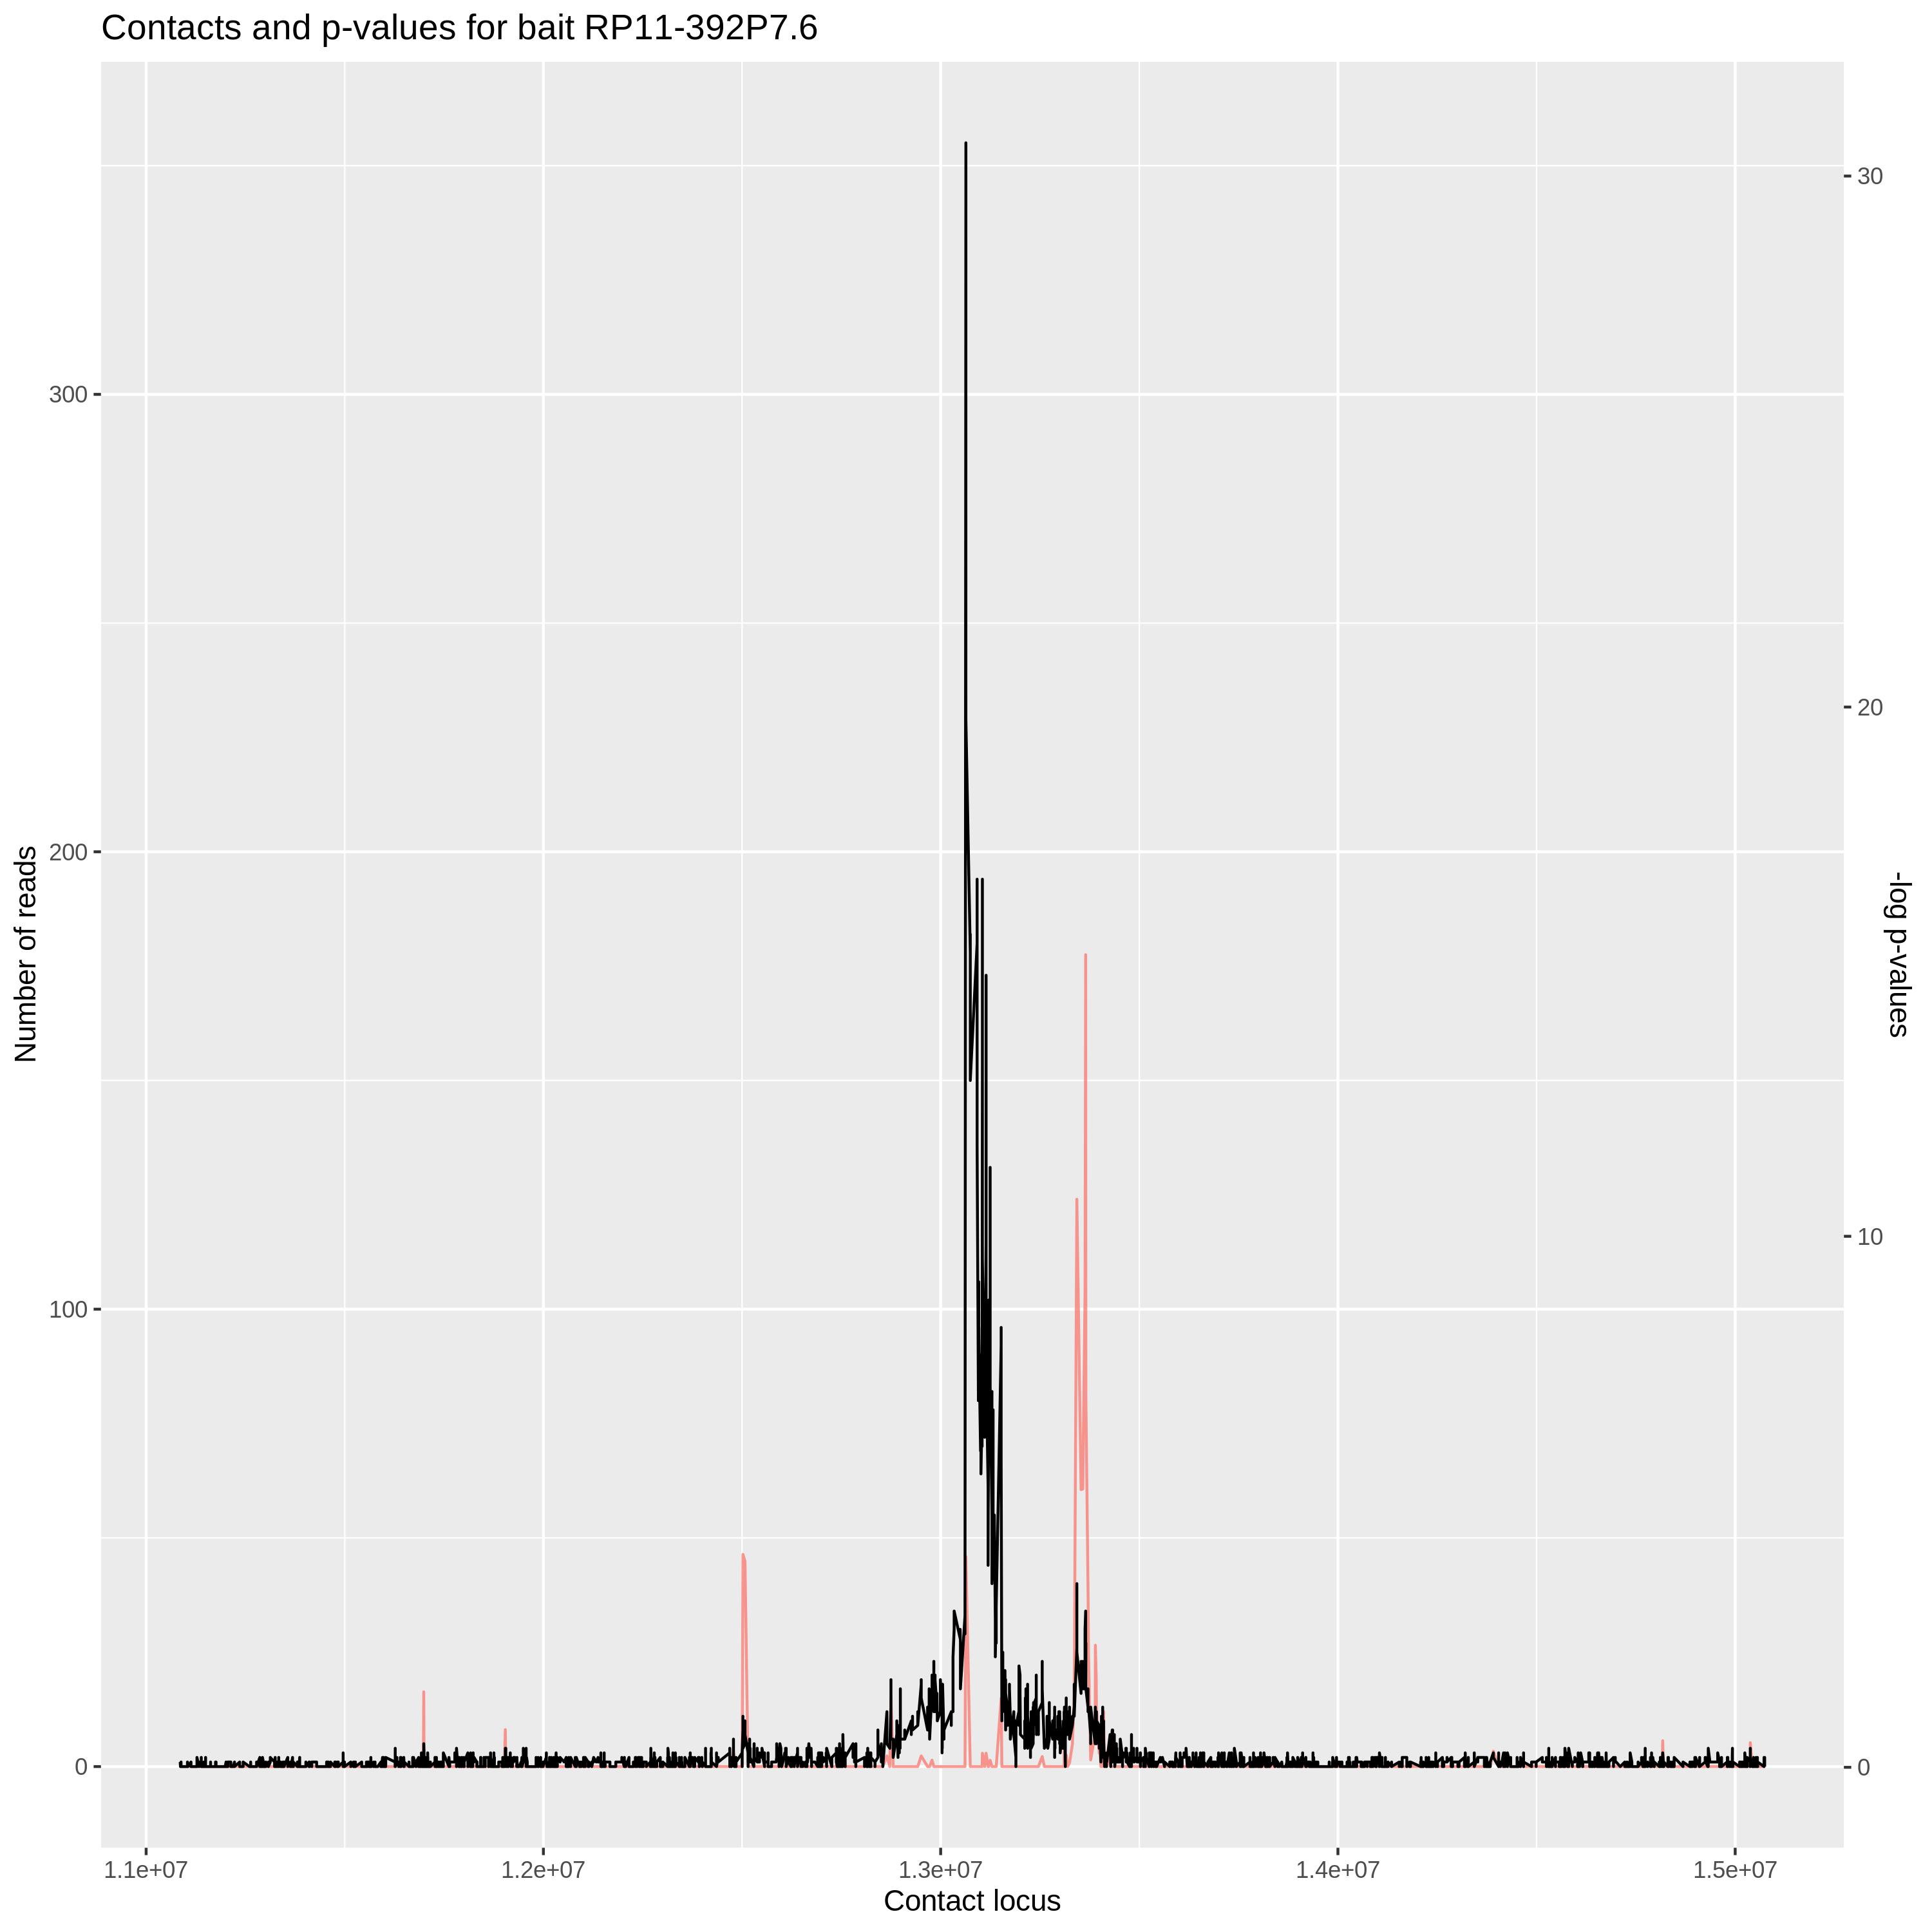 Contacts and p-values for bait RP11-392P7.6
Number of reads
300
200
100
0
30
20
10
0
-log p-values
1.1e+07 1.2e+07 1.3e+07 1.4e+07 1.5e+07
Contact locus